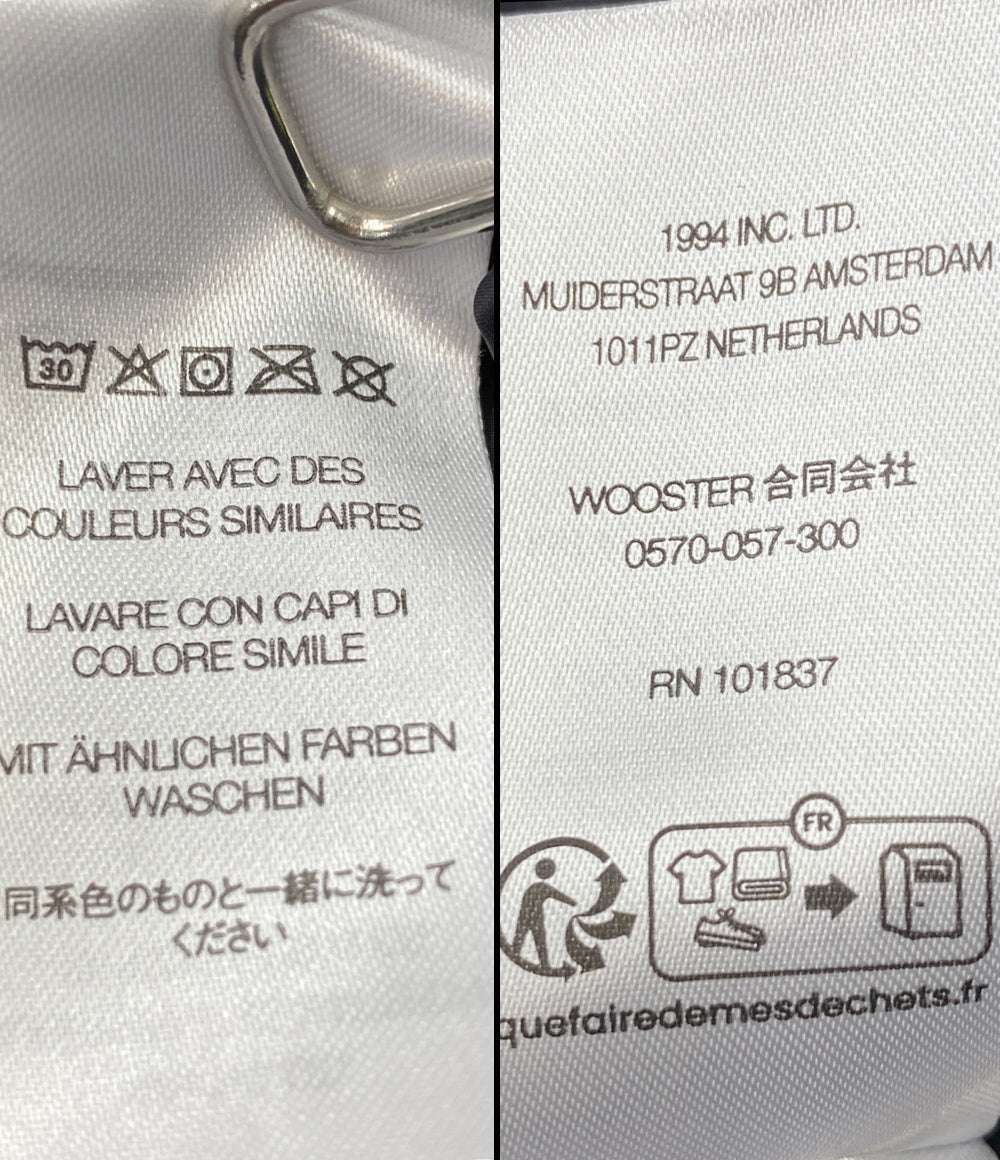 30
LAVER AVEC DES
COULEURS SIMILAIRES
LAVARE CON CAPI DI
COLORE SIMILE
MIT ÄHNLICHEN FARBEN
WASCHEN
同系色のものと一緒に洗って
ください
1994 INC. LTD.
MUIDERSTRAAT 9B AMSTERDAM
1011PZ NETHERLANDS
WOOSTER 合同会社
0570-057-300
RN 101837
FR
quefairedemesdechets.fr